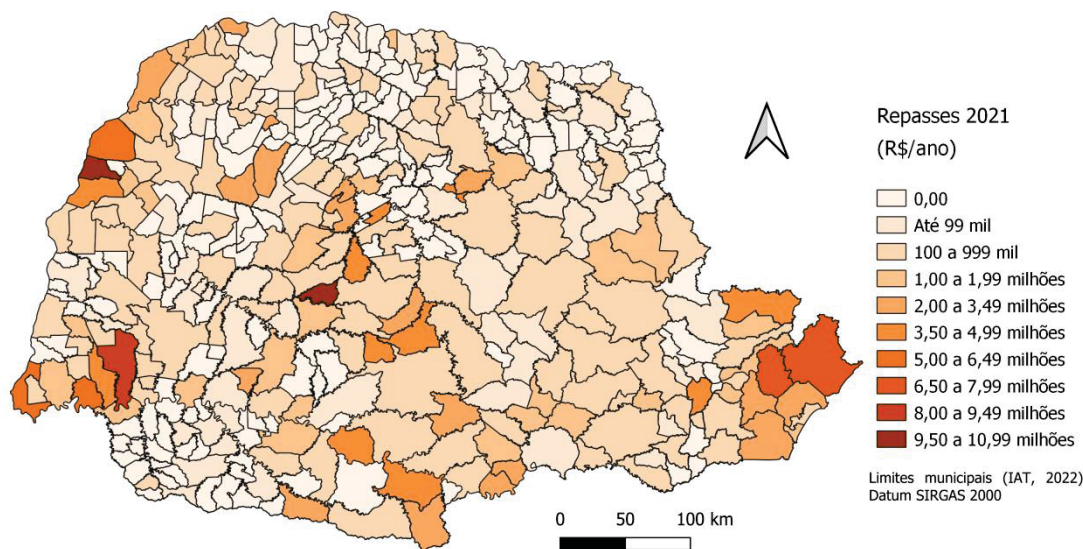 Repasses 2021
(R$/ano)
0,00
Até 99 mil
100 a 999 mil
1,00 a 1,99 milhões
2,00 a 3,49 milhões
3,50 a 4,99 milhões
5,00 a 6,49 milhões
6,50 a 7,99 milhões
8,00 a 9,49 milhões
9,50 a 10,99 milhões
Limites municipais (IAT, 2022)
Datum SIRGAS 2000
0 50 100 km